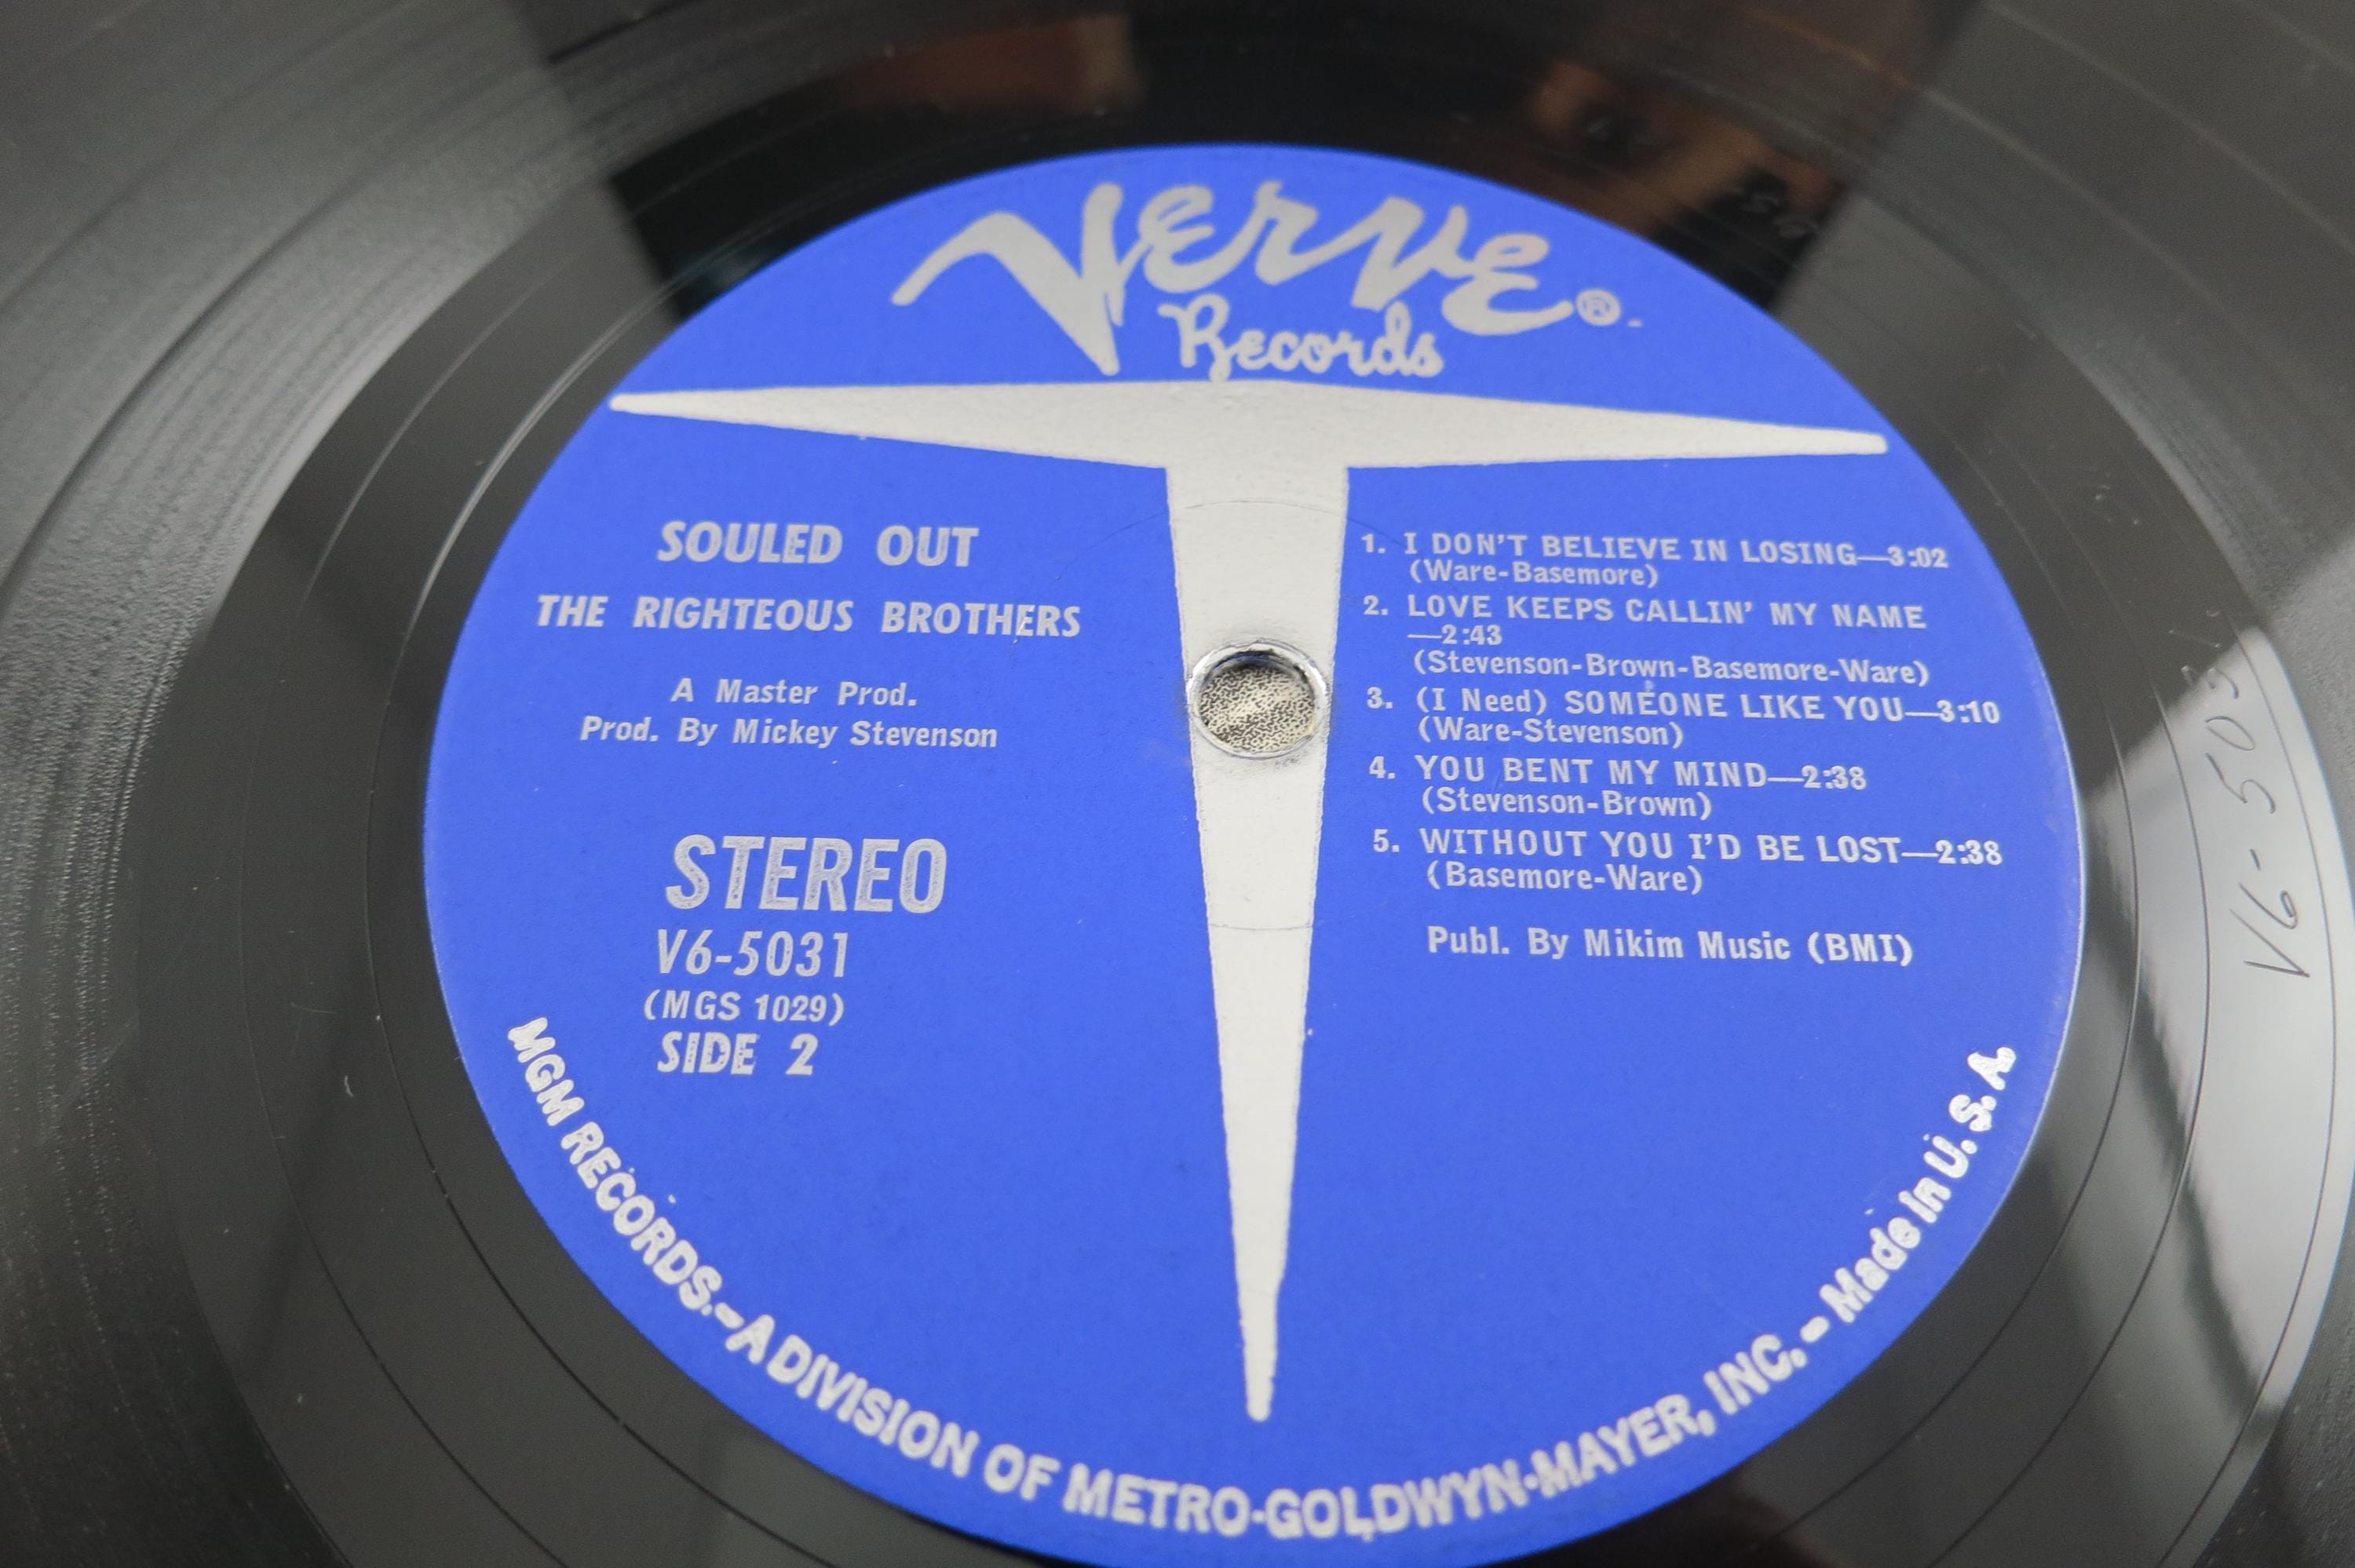 Verve®
Records
SOULED OUT
THE RIGHTEOUS BROTHERS
A Master Prod.
Prod. By Mickey Stevenson
STEREO
V6-5031
(MGS 1029)
SIDE 2
1. I DON'T BELIEVE IN LOSING—3:02
(Ware-Basemore)
2. LOVE KEEPS CALLIN' MY NAME
—2:43
(Stevenson-Brown-Basemore-Ware)
3. (I Need) SOMEONE LIKE YOU—3:10
(Ware-Stevenson)
4. YOU BENT MY MIND—2:38
(Stevenson-Brown)
5. WITHOUT YOU I'D BE LOST—2:38
(Basemore-Ware)
Publ. By Mikim Music (BMI)
MGM RECORDS.-A DIVISION OF METRO-GOLDWYN-MAYER, INC. - Made in U.S.A.
V6-503